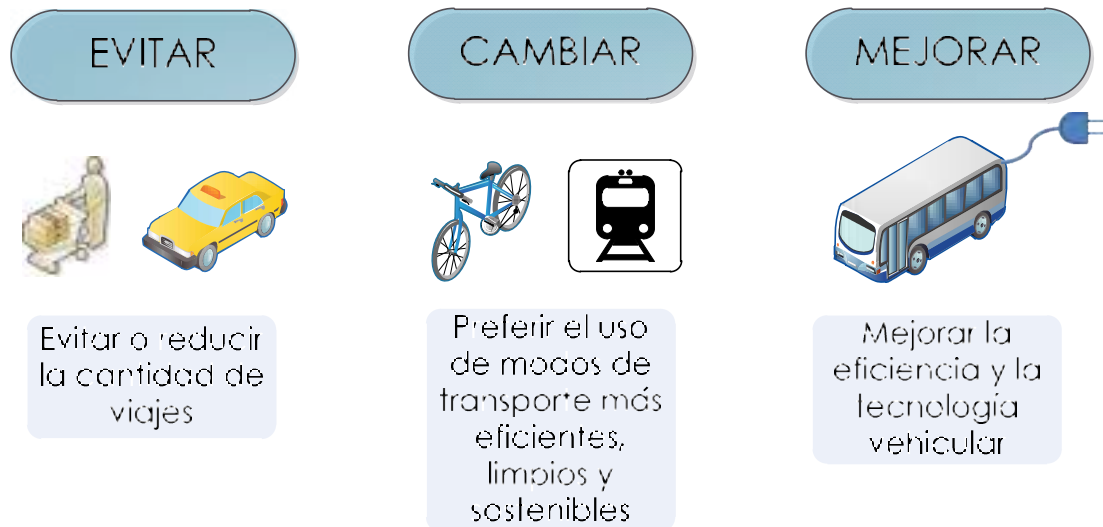 EVITAR
CAMBIAR
MEJORAR
Evitar o reducir
la cantidad de
viajes
Preferir el uso
de modos de
transporte más
eficientes,
limpios y
sostenibles
Mejorar la
eficiencia y la
tecnología
vehicular